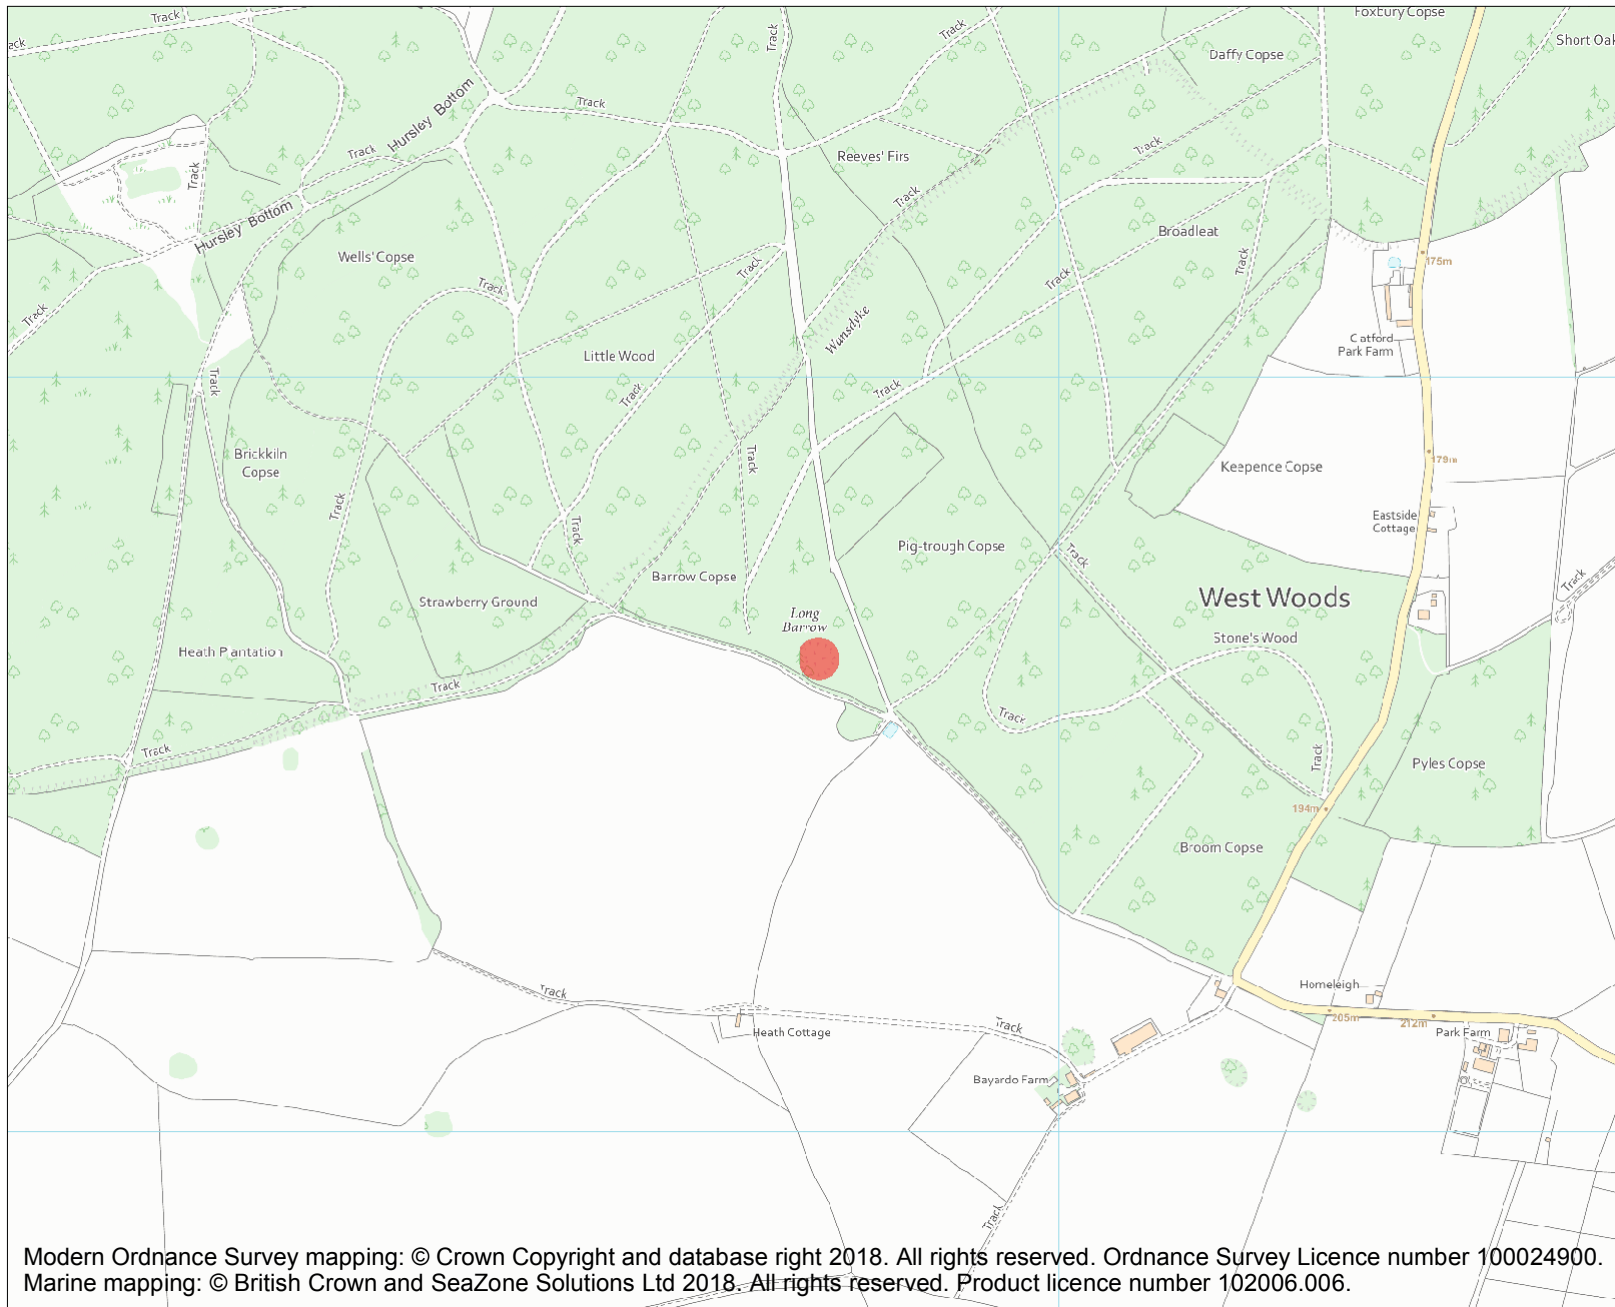 Track
Foxbury Copse
Track
Track
Short Oak
Daffy Copse
Track
Hursley Bottom
Track
Track
Reeves' Firs
Track
Track
Track
Hursley Bottom
Broadleat
Wells' Copse
Track
175m
Track
Track
Track
Track
Wansdyke
Clatford
Park Farm
Little Wood
Track
Track
Track
Brickkiln
Copse
Track
179m
Keepence Copse
Track
Eastside
Cottage
Track
Pig-trough Copse
Track
Barrow Copse
Track
West Woods
Strawberry Ground
Long
Barrow
Stone's Wood
Heath Plantation
Track
Track
Track
Track
Pyles Copse
194m
Broom Copse
Homeleigh
Track
205m
212m
Heath Cottage
Track
Park Farm
Bayardo Farm
Track
Modern Ordnance Survey mapping: © Crown Copyright and database right 2018. All rights reserved. Ordnance Survey Licence number 100024900.
Marine mapping: © British Crown and SeaZone Solutions Ltd 2018. All rights reserved. Product licence number 102006.006.